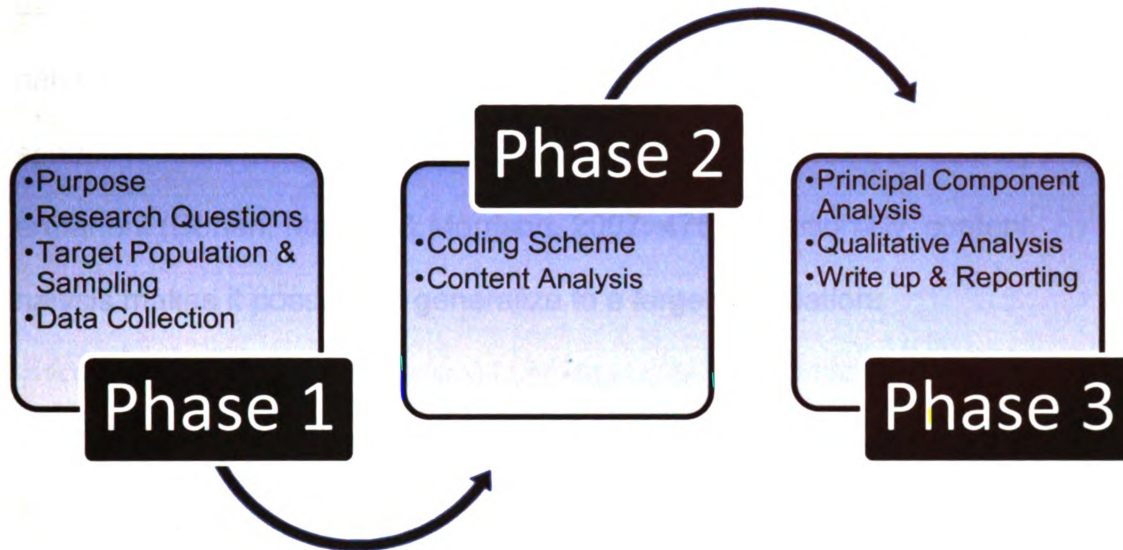 •Purpose
•Research Questions
•Target Population &
Sampling
•Data Collection
Phase 1
Phase 2
•Coding Scheme
•Content Analysis
•Principal Component
Analysis
•Qualitative Analysis
•Write up & Reporting
Phase 3